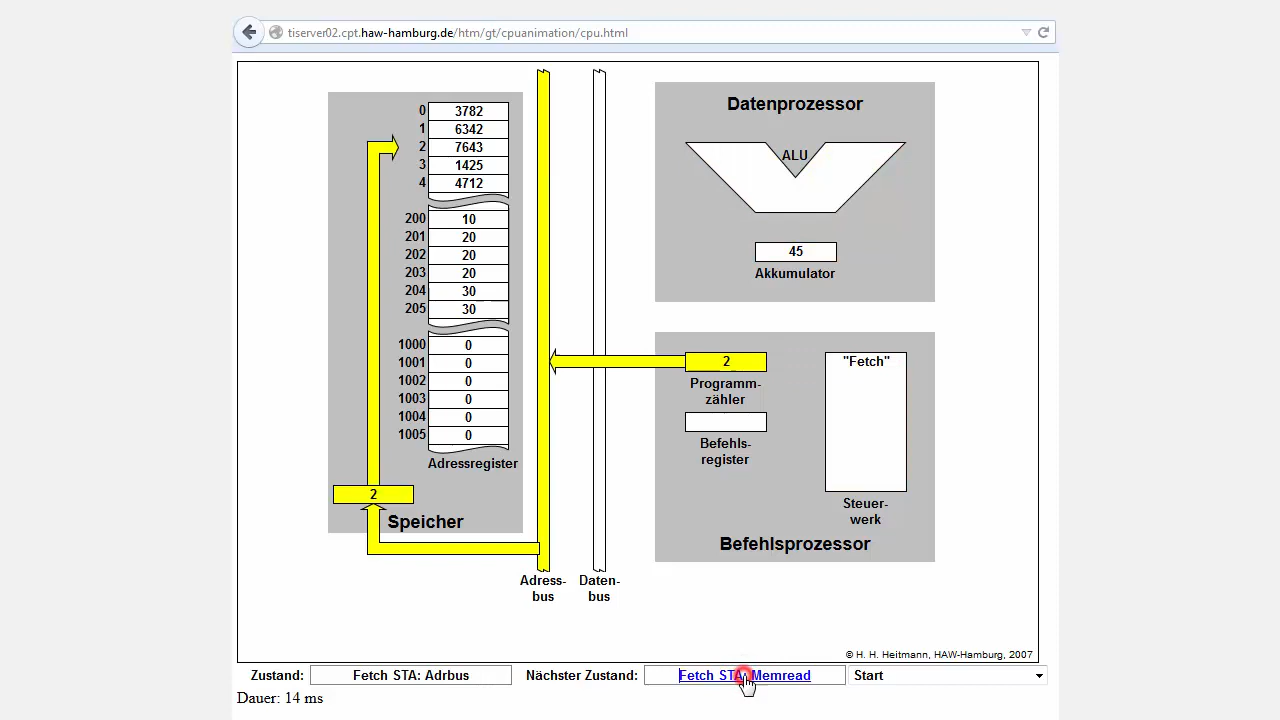 tiserver02.cpt.haw-hamburg.de/htm/gt/cpuanimation/cpu.html
0 3782
1 6342
2 7643
3 1425
4 4712
200 10
201 20
202 20
203 20
204 30
205 30
1000 0
1001 0
1002 0
1003 0
1004 0
1005 0
Adressregister
2
Speicher
Adress-
bus
Daten-
bus
Datenprozessor
ALU
45
Akkumulator
2
Programm-
zähler
Befehls-
register
"Fetch"
Steuer-
werk
Befehlsprozessor
© H. H. Heitmann, HAW-Hamburg, 2007
Zustand: Fetch STA: Adrbus Nächster Zustand: Fetch STA: Memread Start
Dauer: 14 ms